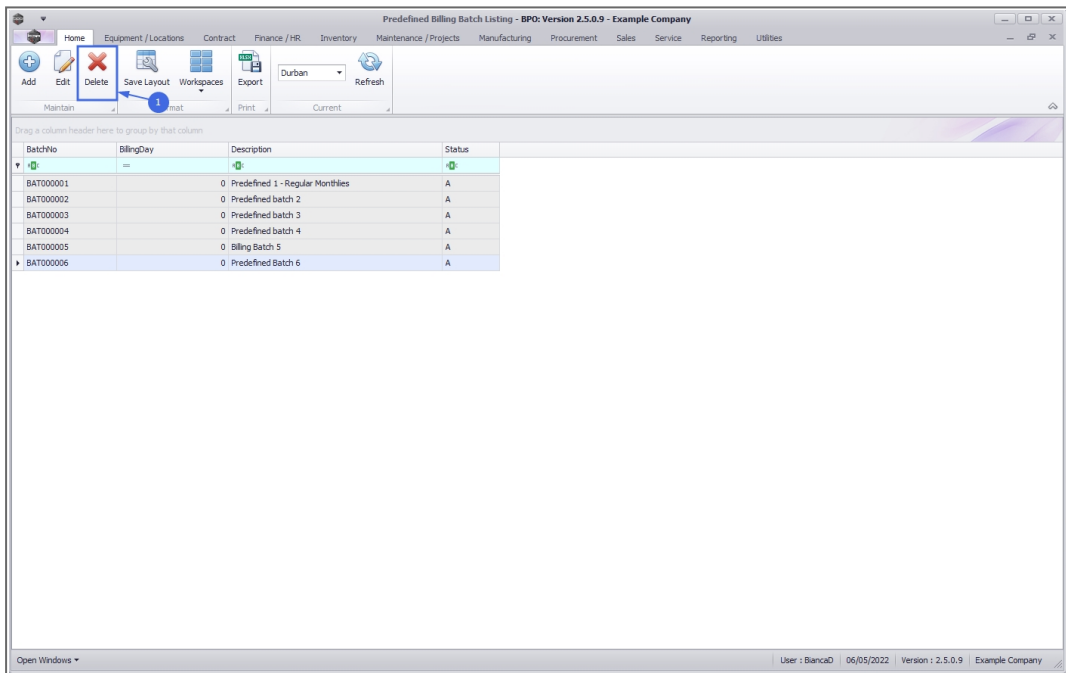 Predefined Billing Batch Listing - BPO: Version 2.5.0.9 - Example Company
Home Equipment / Locations Contract Finance / HR Inventory Maintenance / Projects Manufacturing Procurement Sales Service Reporting Utilities
Add Edit Delete Save Layout Workspaces Export Durban Refresh
1
Maintain mat Print Current
Drag a column header here to group by that column
BatchNo BillingDay Description Status
=
BAT000001 0 Predefined 1 - Regular Monthlies A
BAT000002 0 Predefined batch 2 A
BAT000003 0 Predefined batch 3 A
BAT000004 0 Predefined batch 4 A
BAT000005 0 Billing Batch 5 A
BAT000006 0 Predefined Batch 6 A
Open Windows User : BiancaD 06/05/2022 Version : 2.5.0.9 Example Company